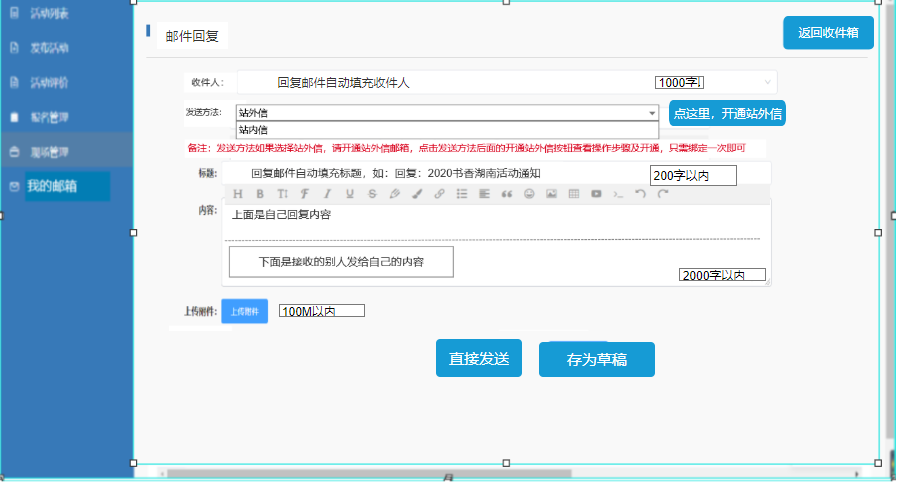 活动列表
发布活动
活动评价
报名管理
现场管理
我的邮箱
邮件回复
返回收件箱
收件人：
回复邮件自动填充收件人
1000字
发送方法：
站外信
站内信
点这里，开通站外信
备注：发送方法如果选择站外信，请开通站外信邮箱，点击发送方法后面的开通站外信按钮查看操作步骤及开通，只需绑定一次即可
标题：
回复邮件自动填充标题，如：回复：2020书香湖南活动通知
200字以内
内容：
上面是自己回复内容
下面是接收的别人发给自己的内容
2000字以内
上传附件：
上传附件
100M以内
直接发送
存为草稿